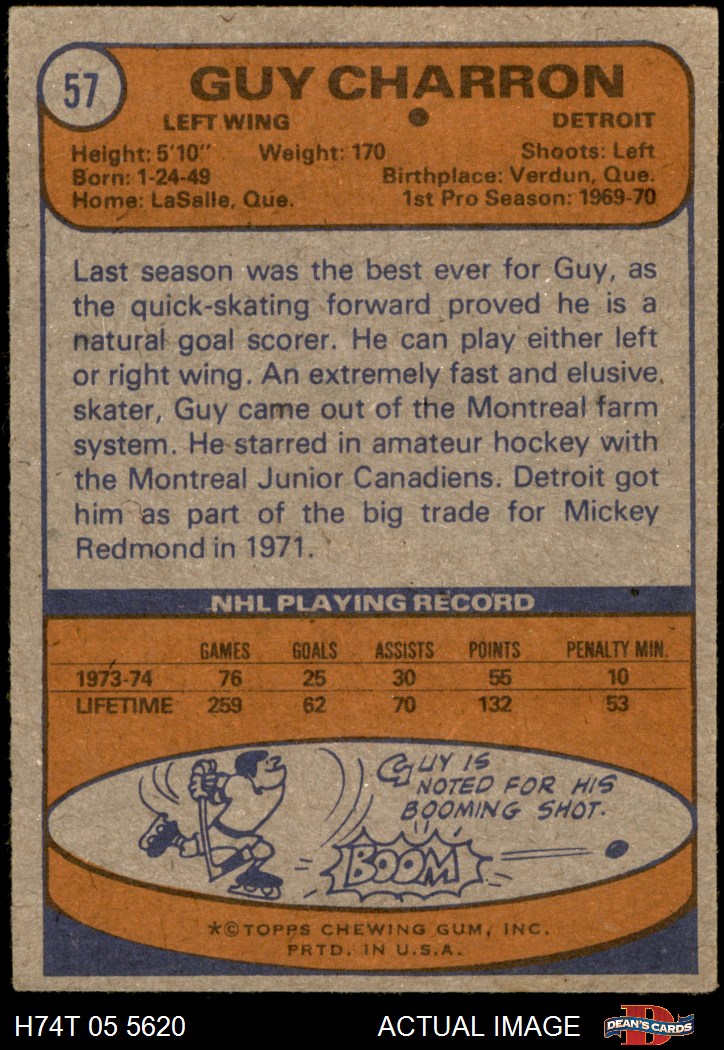 57
GUY CHARRON
LEFT WING DETROIT
Height: 5'10" Weight: 170 Shoots: Left
Born: 1-24-49 Birthplace: Verdun, Que.
Home: LaSalle, Que. 1st Pro Season: 1969-70
Last season was the best ever for Guy, as
the quick-skating forward proved he is a
natural goal scorer. He can play either left
or right wing. An extremely fast and elusive
skater, Guy came out of the Montreal farm
system. He starred in amateur hockey with
the Montreal Junior Canadiens. Detroit got
him as part of the big trade for Mickey
Redmond in 1971.
NHL PLAYING RECORD
GAMES GOALS ASSISTS POINTS PENALTY MIN.
1973-74 76 25 30 55 10
LIFETIME 259 62 70 132 53
GUY IS
NOTED FOR HIS
BOOMING SHOT.
BOOM
*©TOPPS CHEWING GUM, INC.
PRTD. IN U.S.A.
H74T 05 5620 ACTUAL IMAGE D DEAN'S CARDS